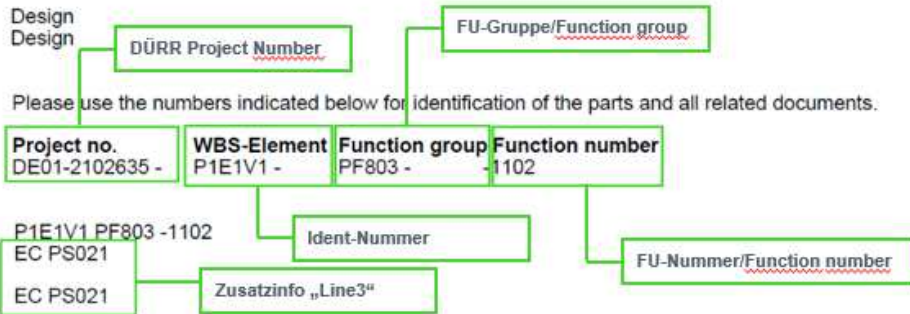 Design
Design
DÜRR Project Number
FU-Gruppe/Function group
Please use the numbers indicated below for identification of the parts and all related documents.
Project no. WBS-Element Function group Function number
DE01-2102635 - P1E1V1 - PF803 - -1102
P1E1V1 PF803 -1102
Ident-Nummer
EC PS021
FU-Nummer/Function number
EC PS021
Zusatzinfo „Line3“